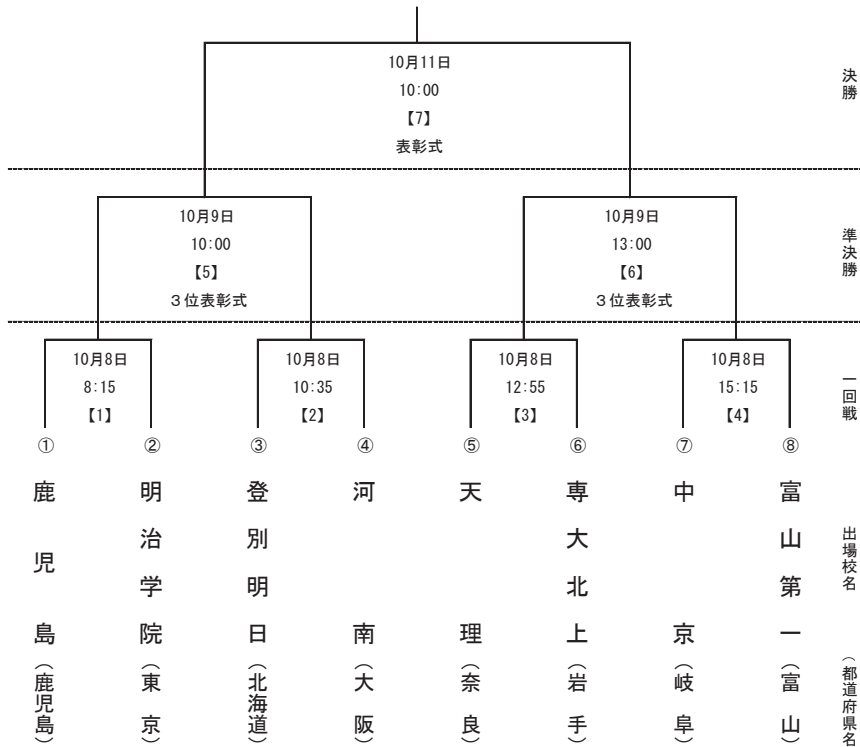 10月11日
10:00
【7】
表彰式
決勝
10月9日
10:00
【5】
３位表彰式
10月9日
13:00
【6】
３位表彰式
準決勝
10月8日
8:15
【1】
10月8日
10:35
【2】
10月8日
12:55
【3】
10月8日
15:15
【4】
一回戦
①
鹿児島（鹿児島）
②
明治学院（東京）
③
登別明日（北海道）
④
河南（大阪）
⑤
天理（奈良）
⑥
専大北上（岩手）
⑦
中京（岐阜）
⑧
富山第一（富山）
出場校名
（都道府県名